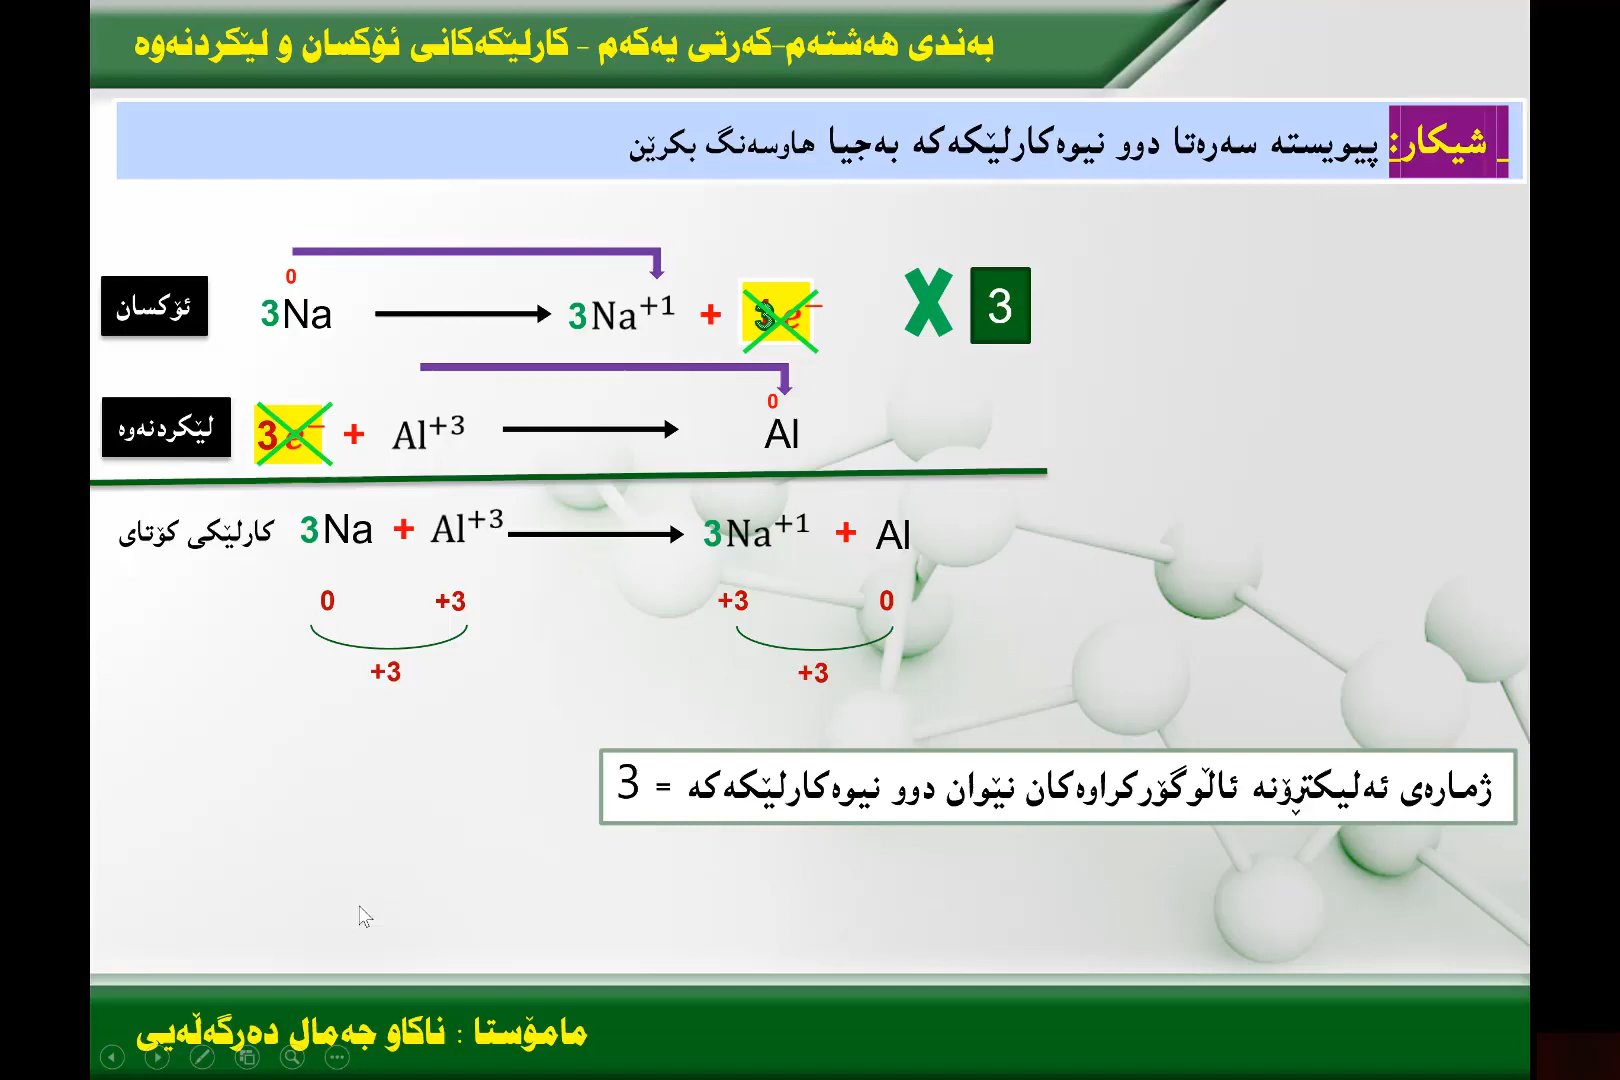 بەندی هەشتەم-کەرتی یەکەم - کارلێکەکانی ئۆکسان و لێکردنەوە
شیکار: پیویستە سەرەتا دوو نیوەکارلێکەکە بەجیا هاوسەنگ بکرێن
0
ئۆکسان 3Na ⟶ 3Na⁺¹ + 3e⁻ X 3
0
لێکردنەوە 3e⁻ + Al⁺³ ⟶ Al
کارلێکی کۆتای 3Na + Al⁺³ ⟶ 3Na⁺¹ + Al
0 +3 +3 0
+3 +3
ژمارەی ئەلیکترۆنە ئاڵوگۆرکراوەکان نێوان دوو نیوەکارلێکەکە = 3
مامۆستا : ناکاو جەمال دەرگەڵەیی